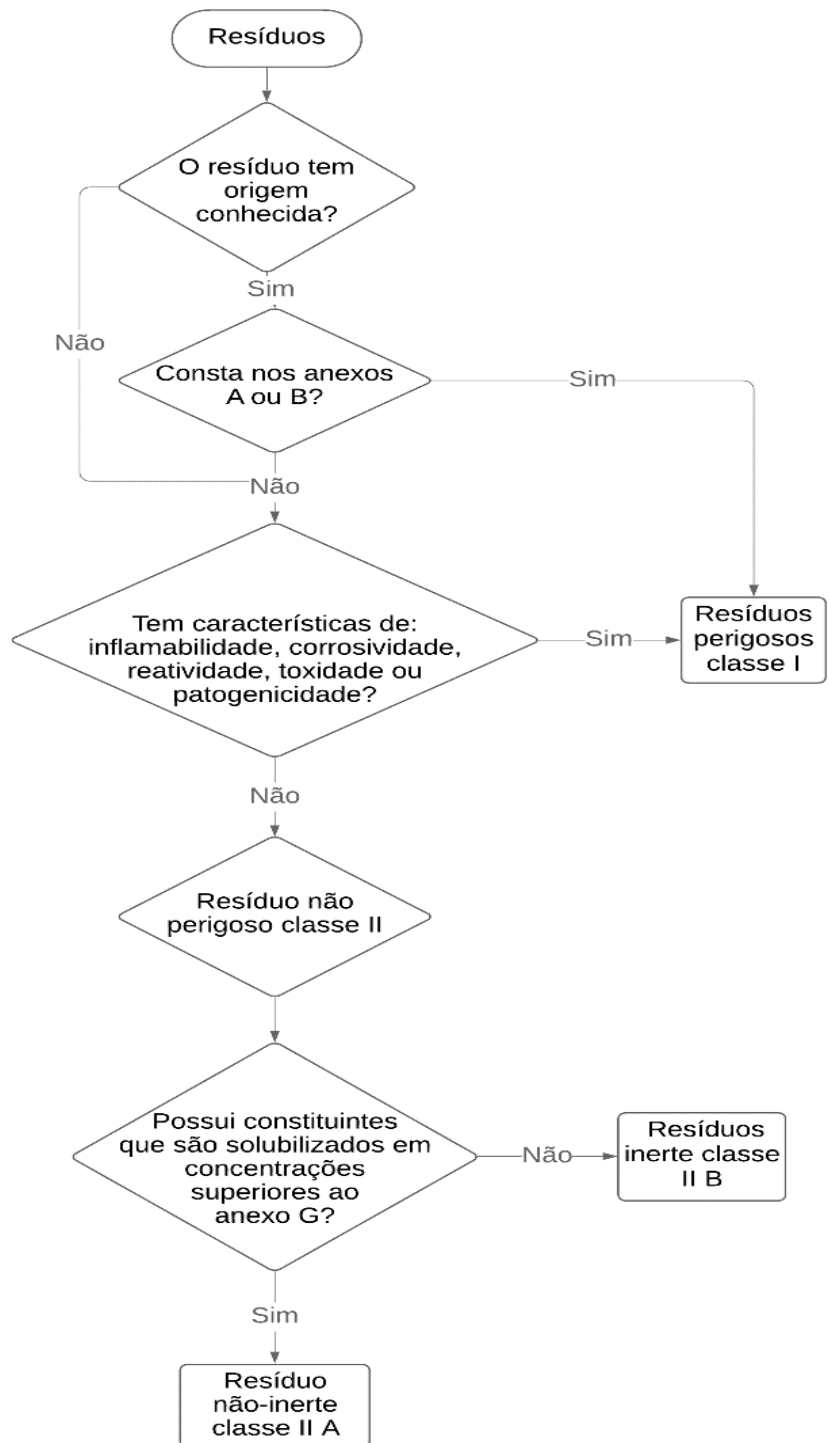 Resíduos
O resíduo tem
origem
conhecida?
Sim
Não
Consta nos anexos
A ou B?
Sim
Não
Tem características de:
inflamabilidade, corrosividade,
reatividade, toxidade ou
patogenicidade?
Sim
Resíduos
perigosos
classe I
Não
Resíduo não
perigoso classe II
Possui constituintes
que são solubilizados em
concentrações
superiores ao
anexo G?
Não
Resíduos
inerte classe
II B
Sim
Resíduo
não-inerte
classe II A